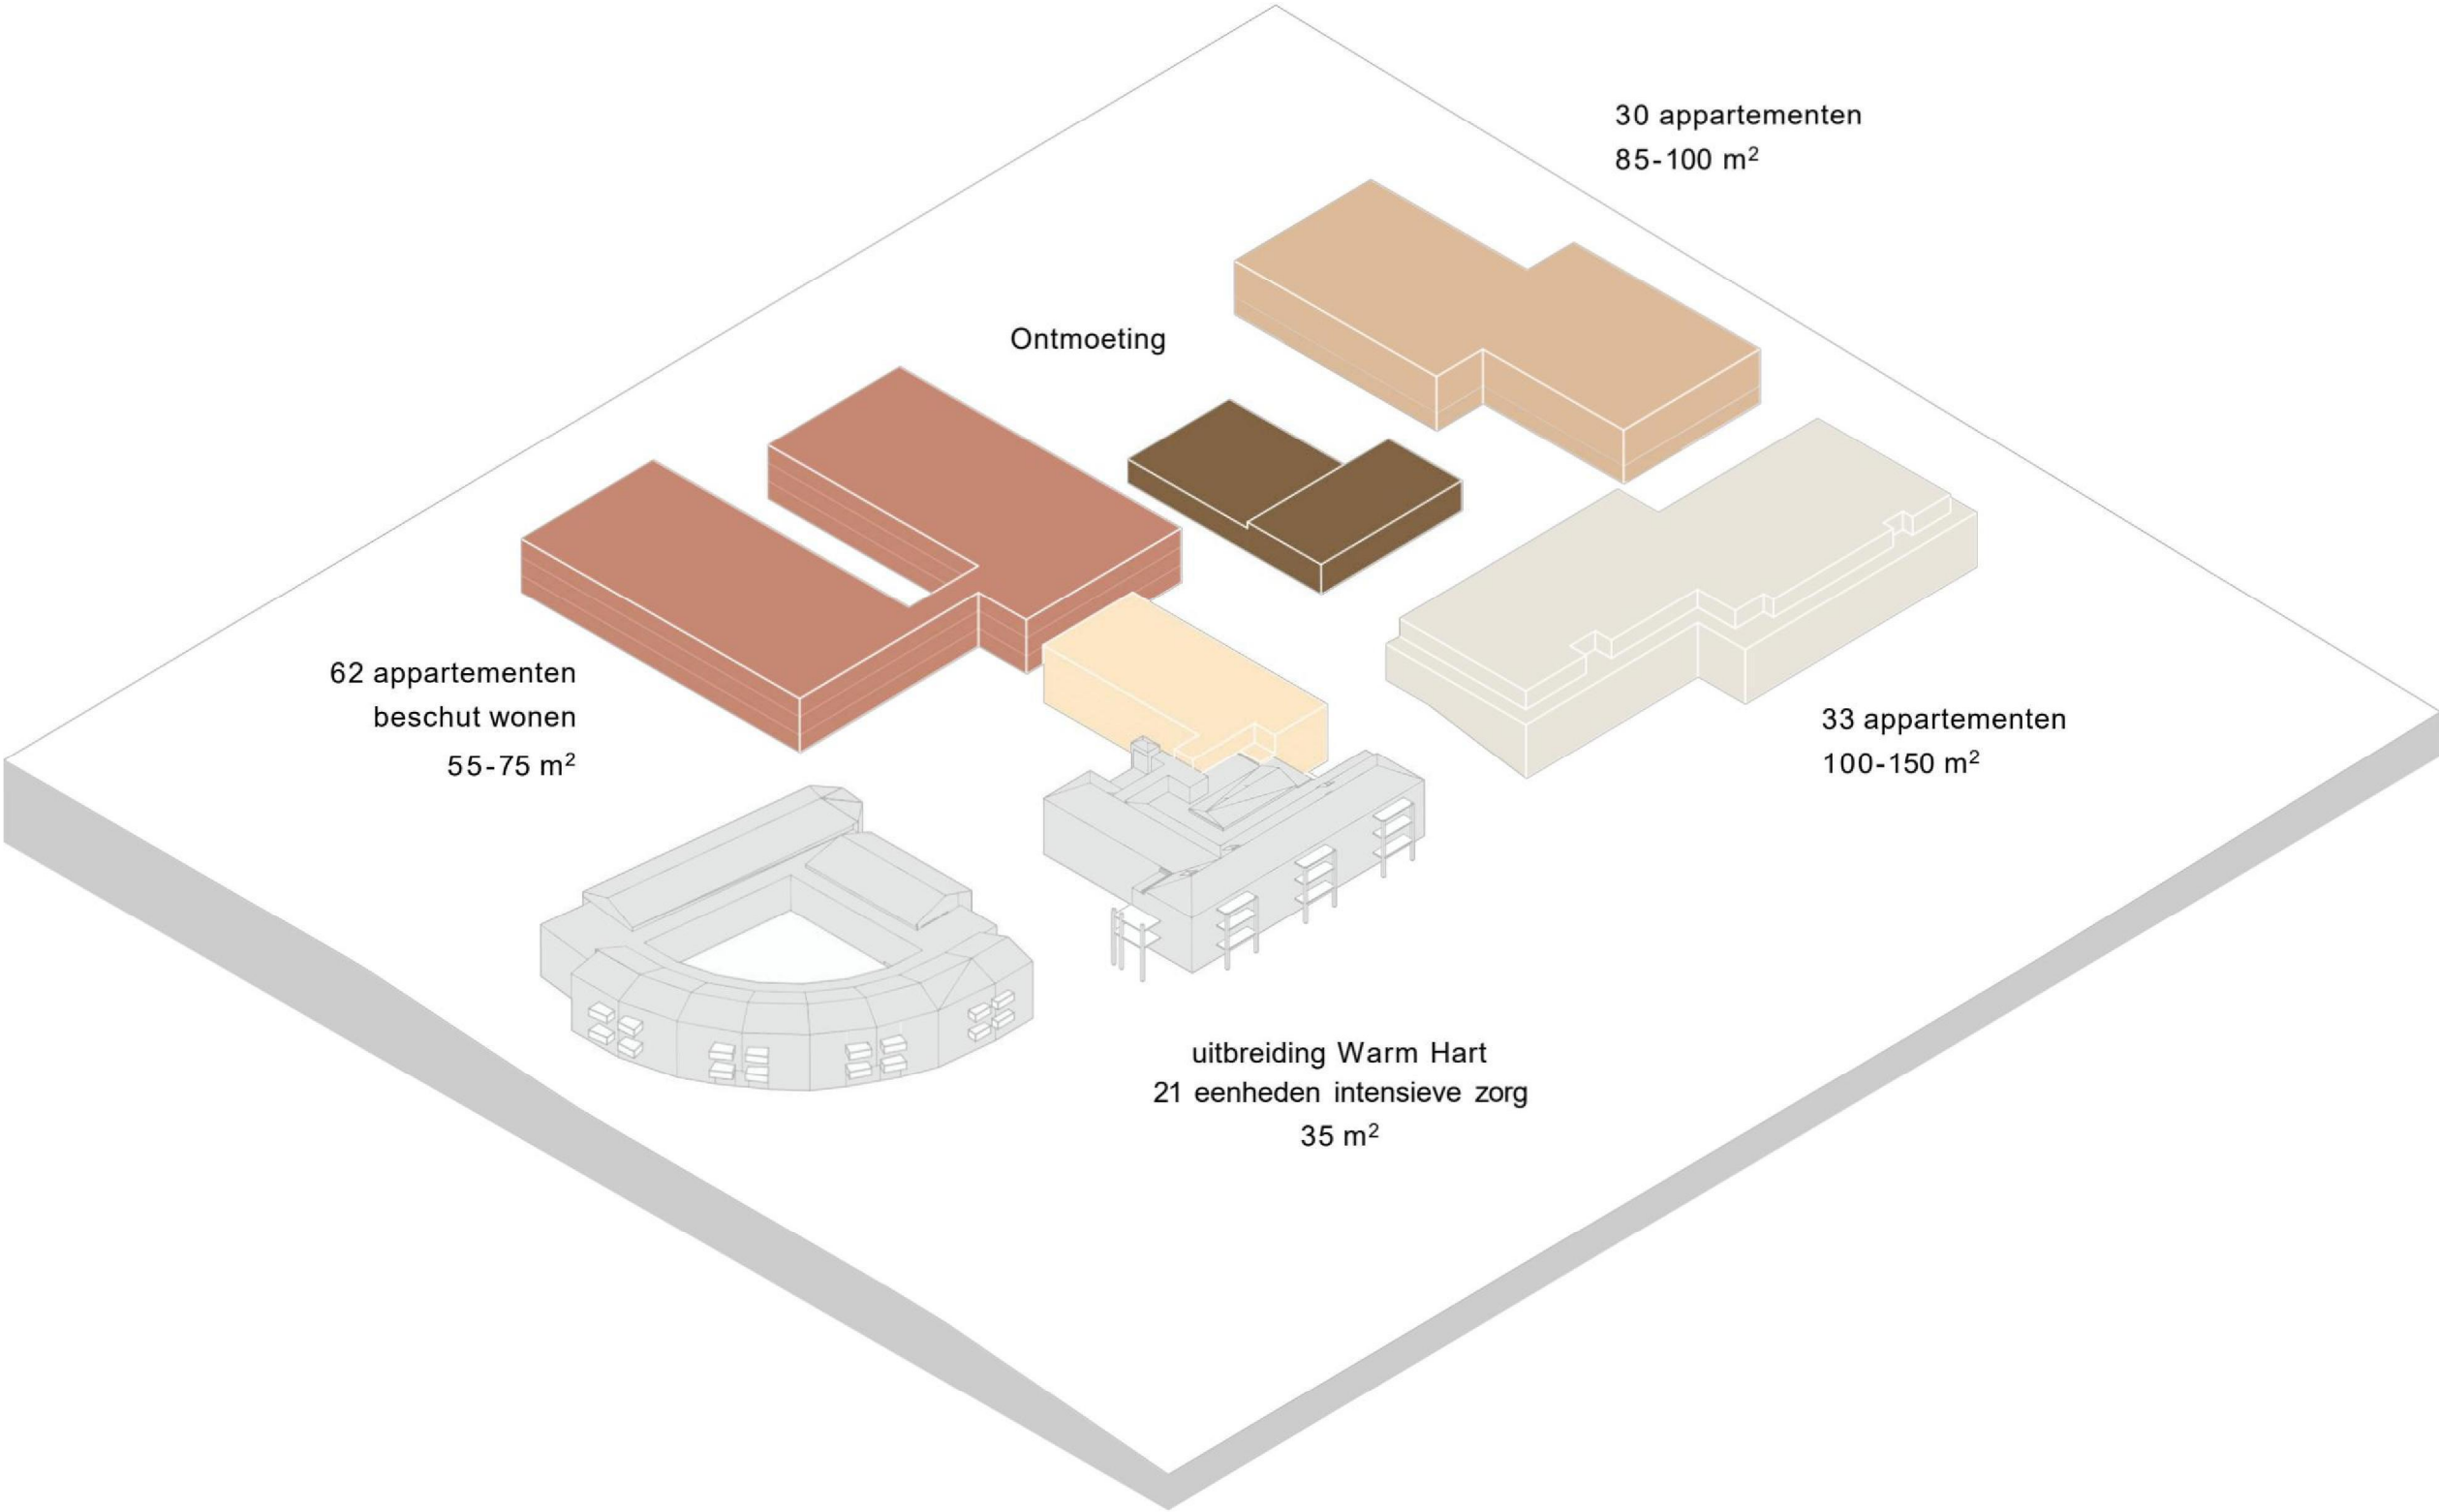 30 appartementen
85-100 m²
Ontmoeting
62 appartementen
beschut wonen
55-75 m²
33 appartementen
100-150 m²
uitbreiding Warm Hart
21 eenheden intensieve zorg
35 m²